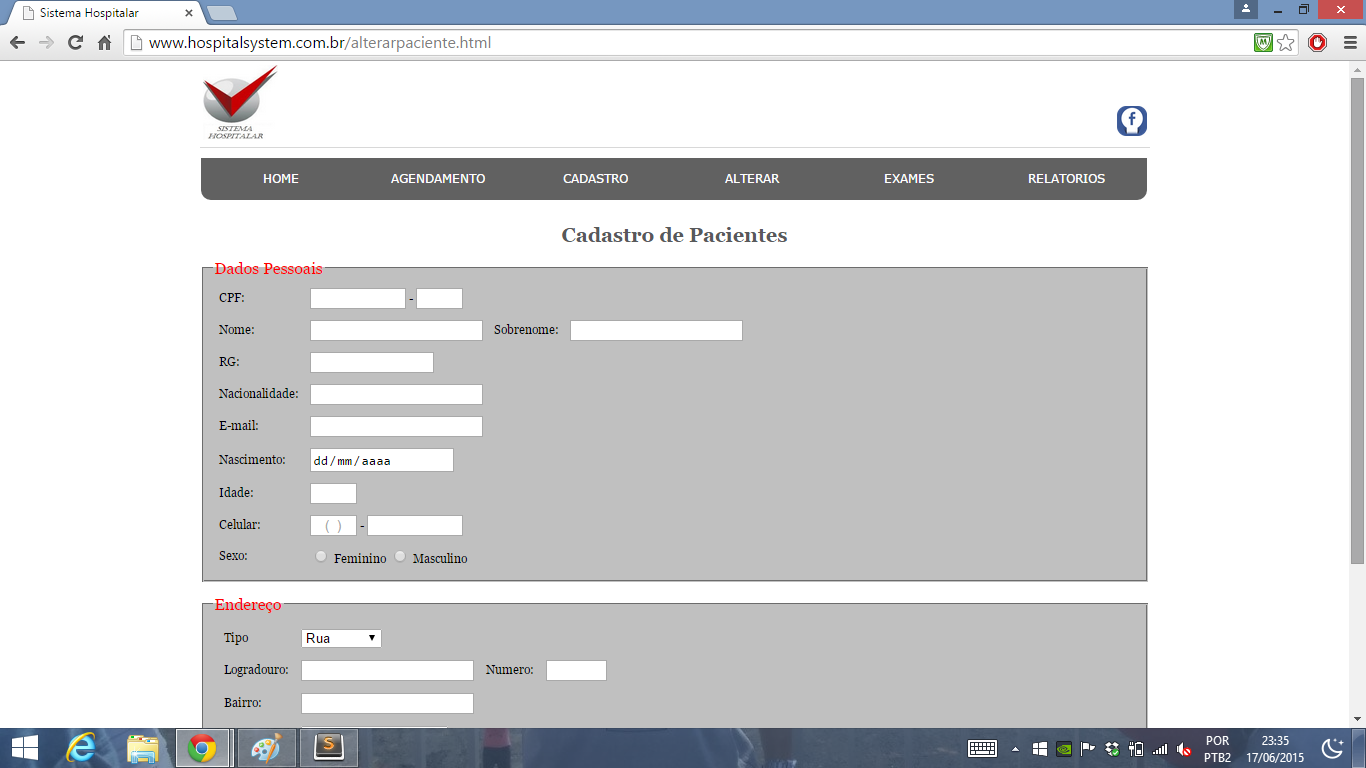 Sistema Hospitalar
www.hospitalsystem.com.br/alterarpaciente.html
SISTEMA
HOSPITALAR
f
HOME AGENDAMENTO CADASTRO ALTERAR EXAMES RELATORIOS
Cadastro de Pacientes
Dados Pessoais
CPF: -
Nome: Sobrenome:
RG:
Nacionalidade:
E-mail:
Nascimento: dd/mm/aaaa
Idade:
Celular: ( ) -
Sexo: Feminino Masculino
Endereço
Tipo Rua
Logradouro: Numero:
Bairro:
POR 23:35
PTB2 17/06/2015